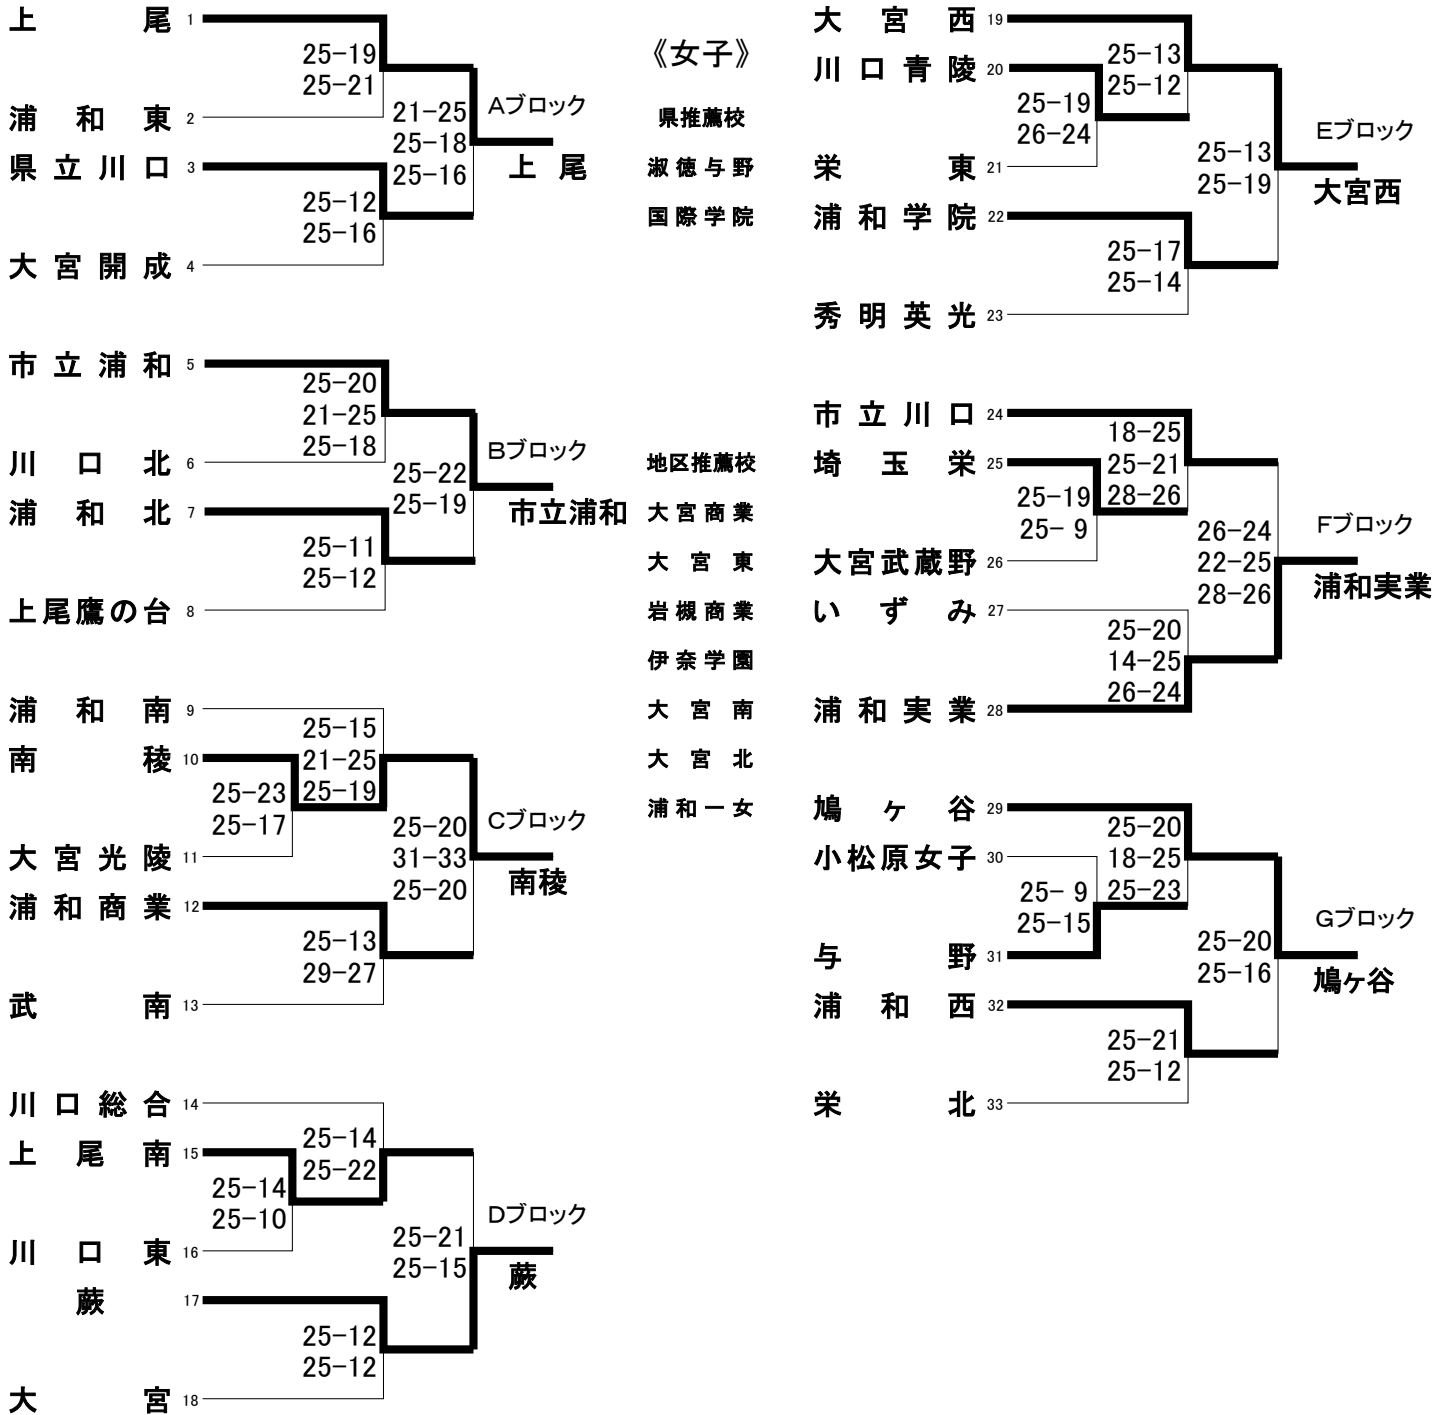 上尾 1
25-19
25-21
浦和東 2
21-25
25-18
25-16
Aブロック
上尾
県立川口 3
25-12
25-16
大宮開成 4
市立浦和 5
25-20
21-25
25-18
川口北 6
25-22
25-19
Bブロック
市立浦和
浦和北 7
25-11
25-12
上尾鷹の台 8
浦和南 9
25-15
21-25
25-19
南稜 10
25-23
25-17
大宮光陵 11
25-20
31-33
25-20
Cブロック
南稜
浦和商業 12
25-13
29-27
武南 13
川口総合 14
25-14
25-22
上尾南 15
25-14
25-10
川口東 16
25-21
25-15
Dブロック
蕨
蕨 17
25-12
25-12
大宮 18
《女子》
県推薦校
淑徳与野
国際学院
地区推薦校
大宮商業
大宮東
岩槻商業
伊奈学園
大宮南
大宮北
浦和一女
大宮西 19
25-13
25-12
川口青陵 20
25-19
26-24
栄東 21
25-13
25-19
Eブロック
大宮西
浦和学院 22
25-17
25-14
秀明英光 23
市立川口 24
18-25
25-21
28-26
埼玉栄 25
25-19
25- 9
大宮武蔵野 26
26-24
22-25
28-26
Fブロック
浦和実業
いずみ 27
25-20
14-25
26-24
浦和実業 28
鳩ヶ谷 29
25-20
18-25
25-23
小松原女子 30
25- 9
25-15
与野 31
25-20
25-16
Gブロック
鳩ヶ谷
浦和西 32
25-21
25-12
栄北 33